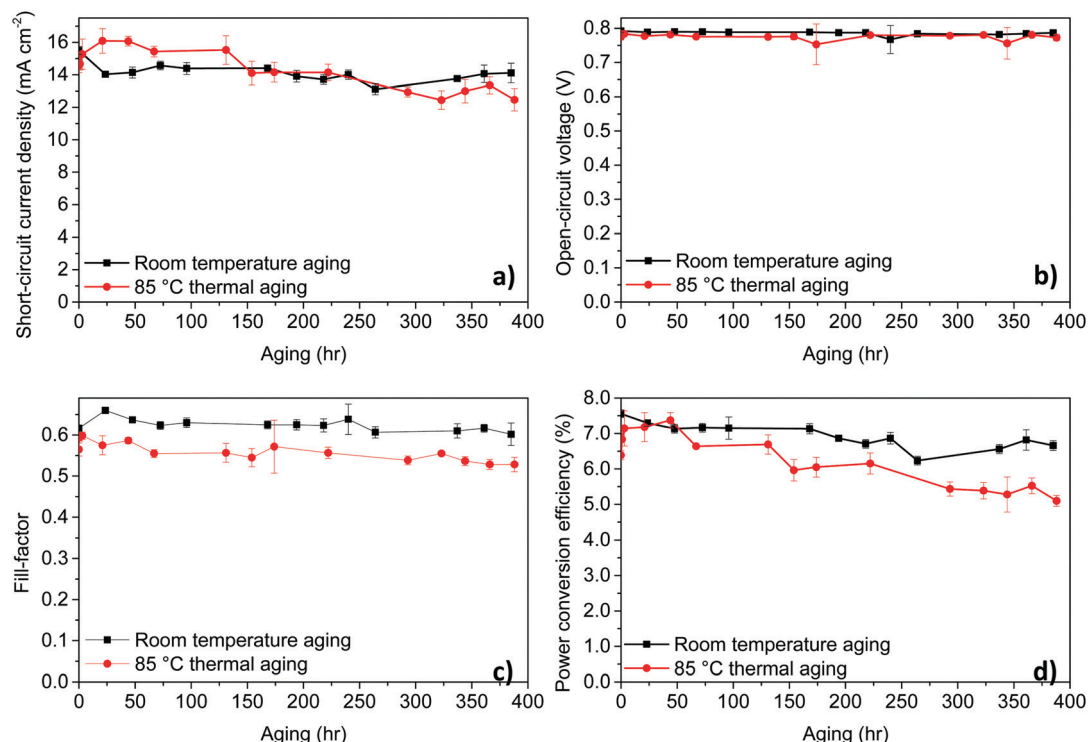 16
14
12
10
8
6
4
2
0
Short-circuit current density (mA cm-2)
Room temperature aging
85 °C thermal aging
a)
0 50 100 150 200 250 300 350 400
Aging (hr)
0.8
0.7
0.6
0.5
0.4
0.3
0.2
0.1
0.0
Open-circuit voltage (V)
Room temperature aging
85 °C thermal aging
b)
0 50 100 150 200 250 300 350 400
Aging (hr)
0.6
0.5
0.4
0.3
0.2
0.1
0.0
Fill-factor
Room temperature aging
85 °C thermal aging
c)
0 50 100 150 200 250 300 350 400
Aging (hr)
8.0
7.0
6.0
5.0
4.0
3.0
2.0
1.0
0.0
Power conversion efficiency (%)
Room temperature aging
85 °C thermal aging
d)
0 50 100 150 200 250 300 350 400
Aging (hr)